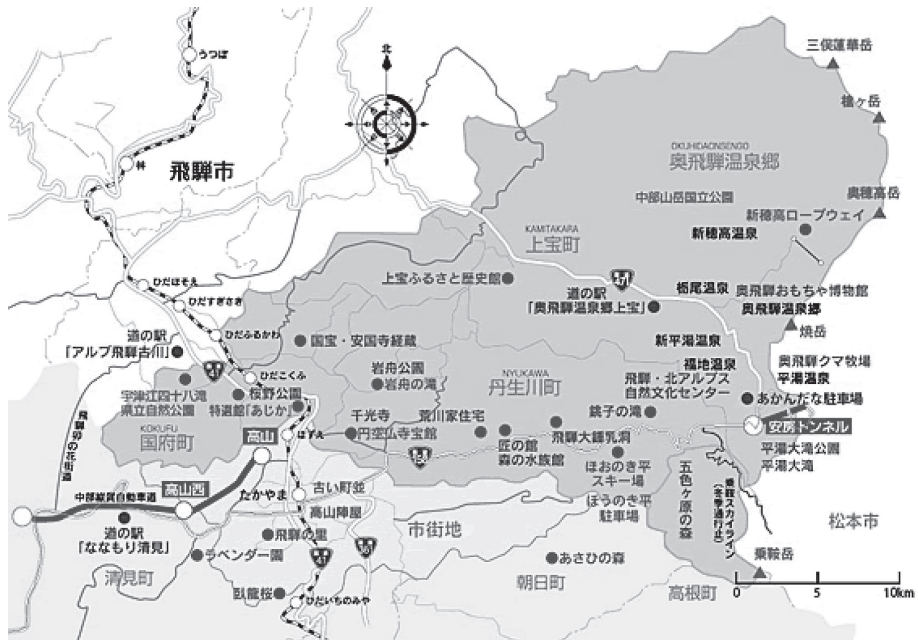 北
うつぼ
林
飛騨市
三俣蓮華岳
槍ヶ岳
OKUHIDAONSENGO
奥飛騨温泉郷
中部山岳国立公園
奥穂高岳
新穂高ロープウェイ
新穂高温泉
KAMITAKARA
上宝町
上宝ふるさと歴史館
471
道の駅
「奥飛騨温泉郷上宝」
栃尾温泉
奥飛騨おもちゃ博物館
奥飛騨温泉郷
焼岳
新平湯温泉
福地温泉
奥飛騨クマ牧場
平湯温泉
あかんだな駐車場
安房トンネル
平湯大滝公園
平湯大滝
ひだほそえ
ひだすぎさき
ひだふるかわ
ひだこくふ
道の駅
「アルプ飛騨古川」
41
国宝・安国寺経蔵
岩舟公園
岩舟の滝
NYUKAWA
丹生川町
飛騨・北アルプス
自然文化センター
銚子の滝
宇津江四十八滝
県立自然公園
桜野公園
特選館「あじか」
KOKUFU
国府町
千光寺
円空仏寺宝館
荒川家住宅
匠の館
森の水族館
飛騨大鍾乳洞
158
ほおのき平
スキー場
ほうのき平
駐車場
五色ヶ原の森
乗鞍スカイライン
(冬季通行止)
松本市
乗鞍岳
飛騨卯の花街道
高山
ほずえ
高山西
中部縦貫自動車道
たかやま
古い町並
高山陣屋
市街地
道の駅
「ななもり清見」
飛騨の里
41
361
ラベンダー園
清見町
臥龍桜
ひだいちのみや
あさひの森
朝日町
高根町
0 5 10km